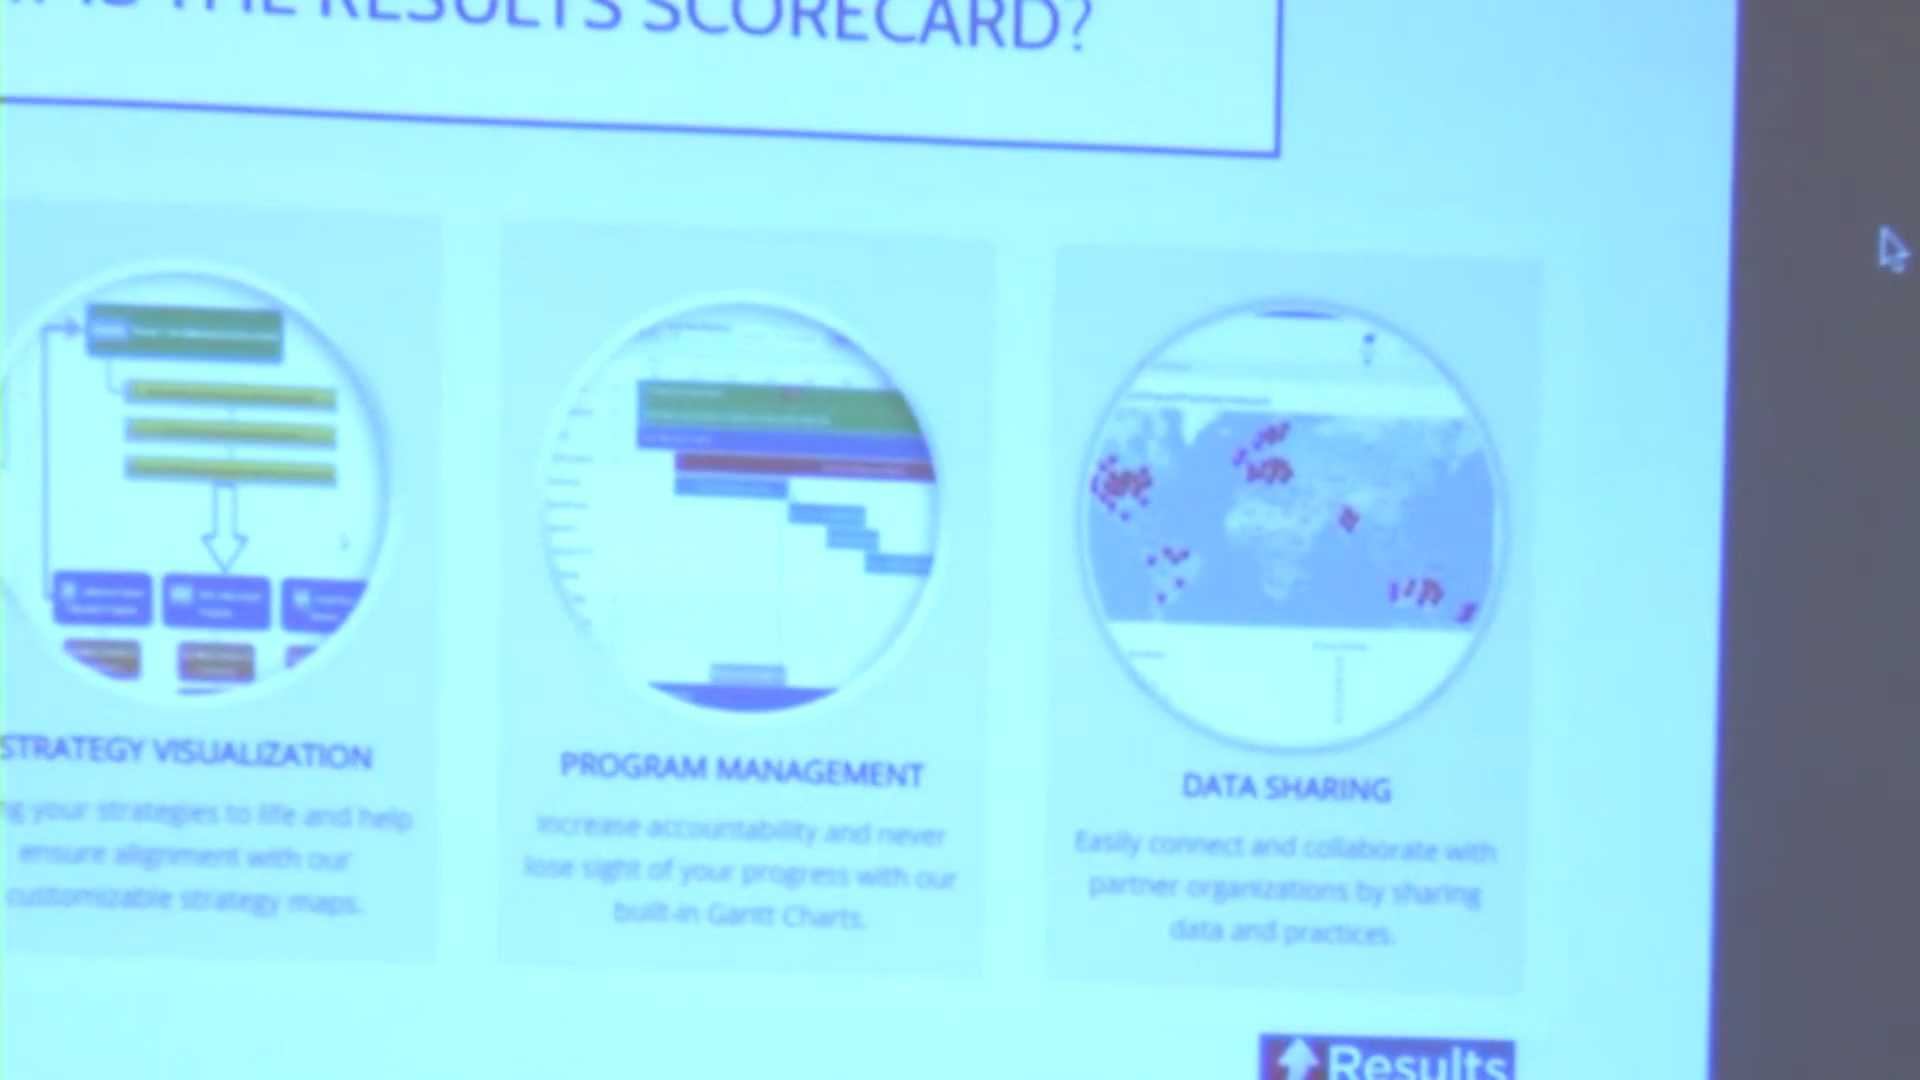 IS THE RESULTS SCORECARD?
STRATEGY VISUALIZATION
your strategies to life and help
ensure alignment with our
customizable strategy maps.
PROGRAM MANAGEMENT
Increase accountability and never
lose sight of your progress with our
built-in Gantt Charts.
DATA SHARING
Easily connect and collaborate with
partner organizations by sharing
data and practices.
Results